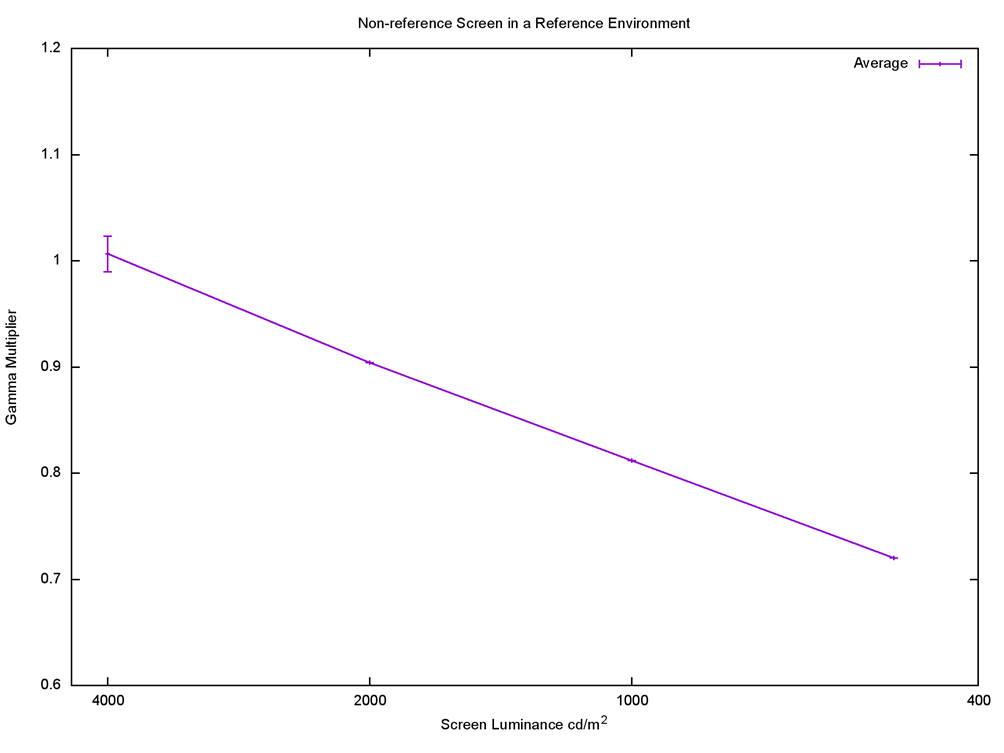 Non-reference Screen in a Reference Environment
Average
1.2
1.1
1
0.9
0.8
0.7
0.6
Gamma Multiplier
4000 2000 1000 400
Screen Luminance cd/m²